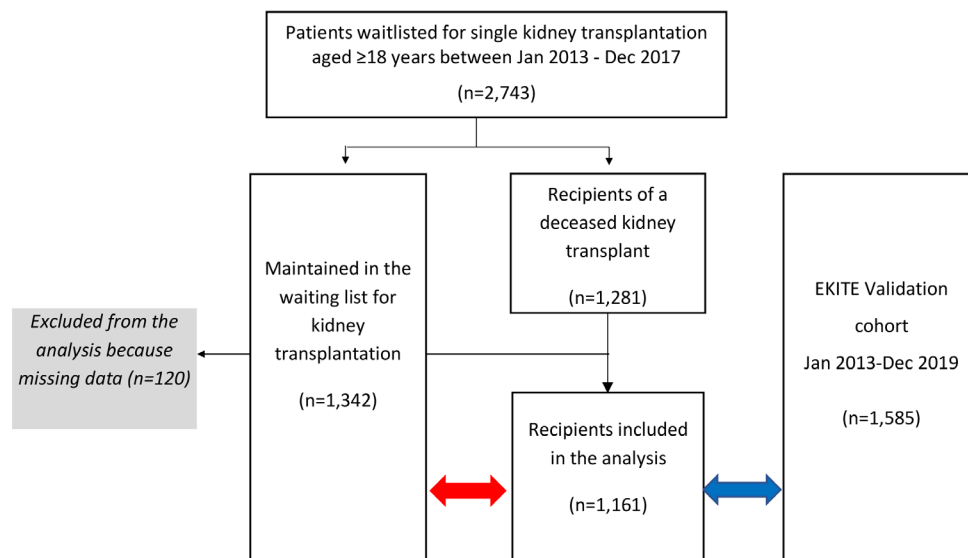 Patients waitlisted for single kidney transplantation
aged ≥18 years between Jan 2013 - Dec 2017
(n=2,743)
Recipients of a
deceased kidney
transplant
(n=1,281)
Maintained in the
waiting list for
kidney
transplantation
(n=1,342)
EKITE Validation
cohort
Jan 2013-Dec 2019
(n=1,585)
Excluded from the
analysis because
missing data (n=120)
Recipients included
in the analysis
(n=1,161)